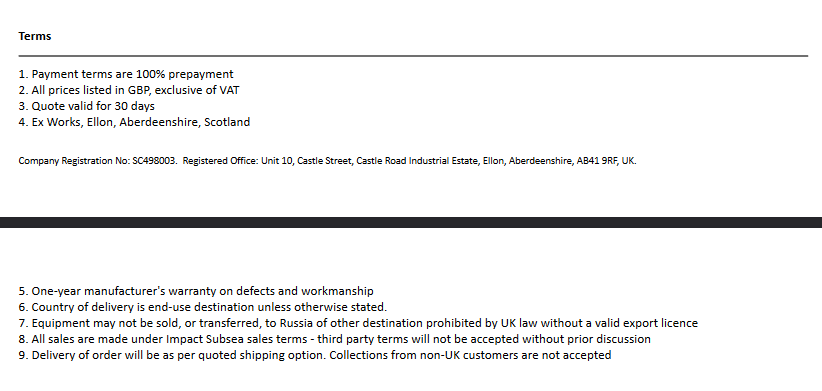 Terms
1. Payment terms are 100% prepayment
2. All prices listed in GBP, exclusive of VAT
3. Quote valid for 30 days
4. Ex Works, Ellon, Aberdeenshire, Scotland
Company Registration No: SC498003. Registered Office: Unit 10, Castle Street, Castle Road Industrial Estate, Ellon, Aberdeenshire, AB41 9RF, UK.
5. One-year manufacturer's warranty on defects and workmanship
6. Country of delivery is end-use destination unless otherwise stated.
7. Equipment may not be sold, or transferred, to Russia of other destination prohibited by UK law without a valid export licence
8. All sales are made under Impact Subsea sales terms - third party terms will not be accepted without prior discussion
9. Delivery of order will be as per quoted shipping option. Collections from non-UK customers are not accepted